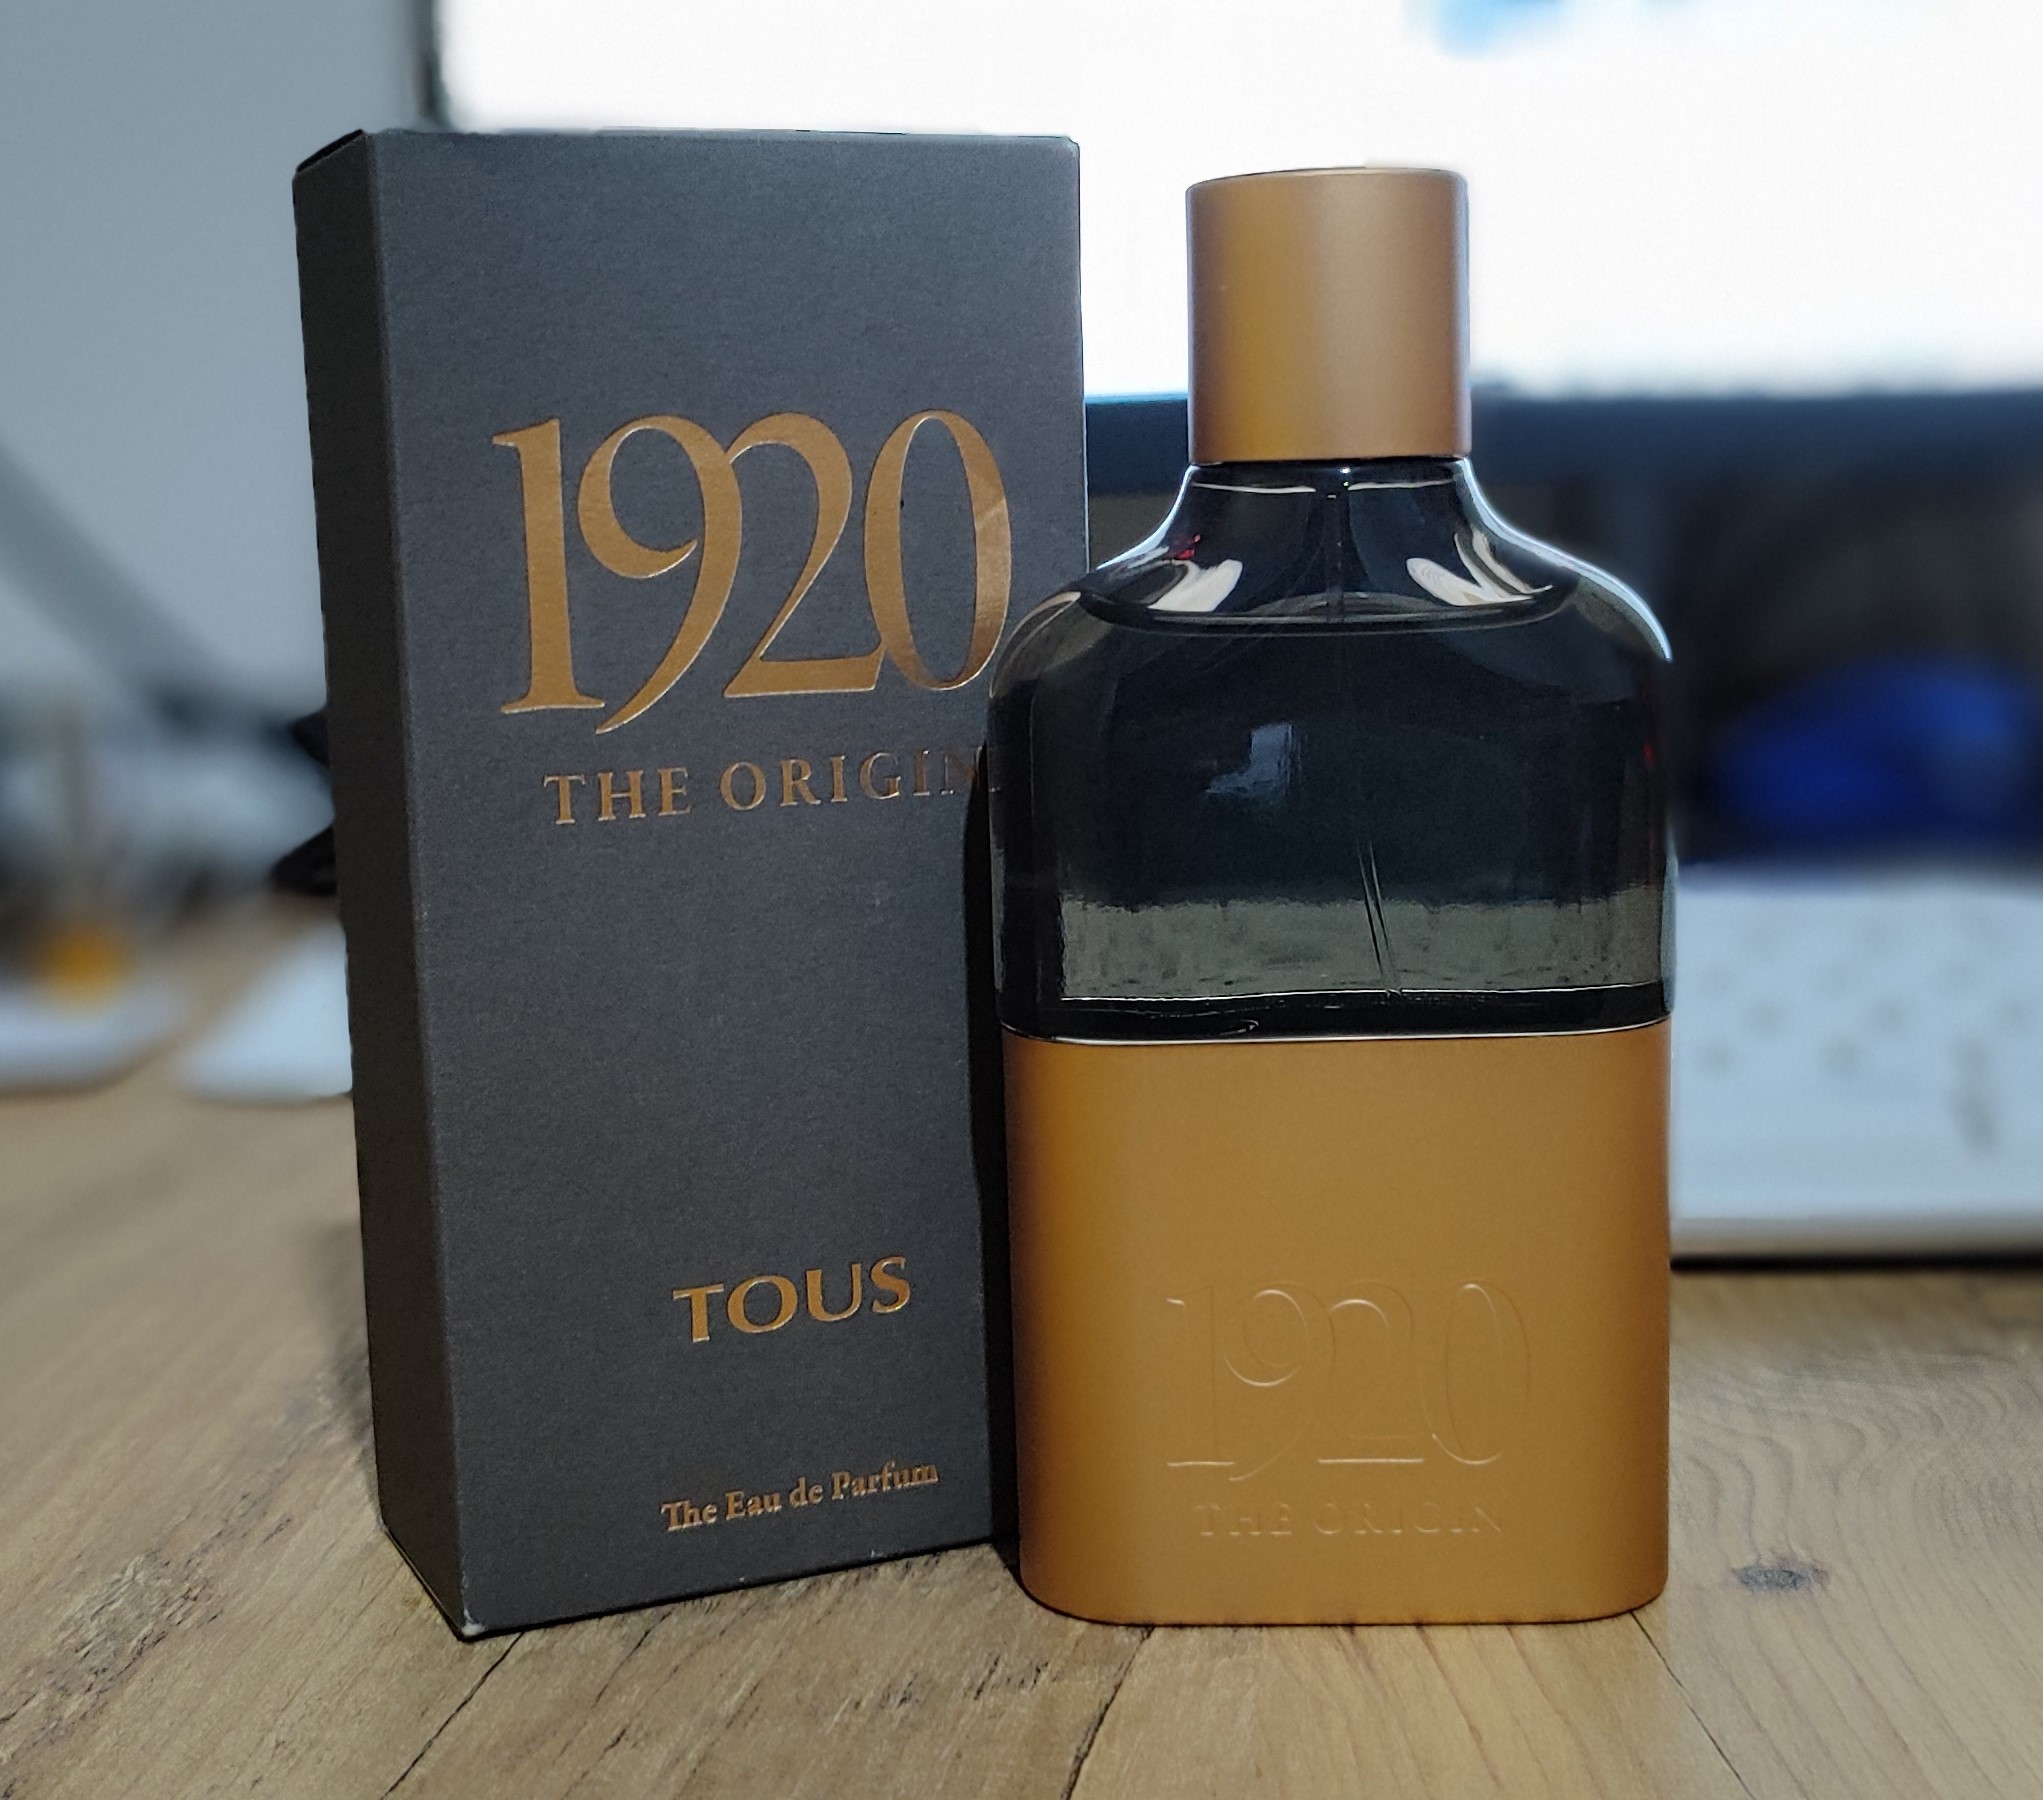 1920
THE ORIGIN
TOUS
The Eau de Parfum
1920
THE ORIGIN